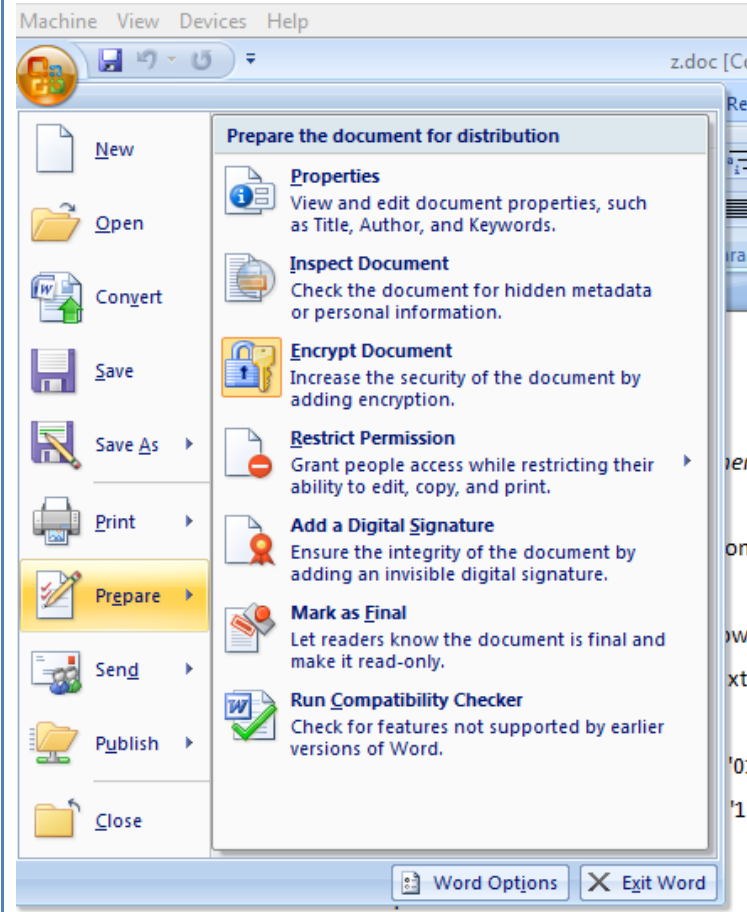 Machine View Devices Help
z.doc [Co
Re
New
Open
Convert
Save
Save As
Print
Prepare
Send
Publish
Close
Prepare the document for distribution
Properties
View and edit document properties, such
as Title, Author, and Keywords.
Inspect Document
Check the document for hidden metadata
or personal information.
Encrypt Document
Increase the security of the document by
adding encryption.
Restrict Permission
Grant people access while restricting their
ability to edit, copy, and print.
Add a Digital Signature
Ensure the integrity of the document by
adding an invisible digital signature.
Mark as Final
Let readers know the document is final and
make it read-only.
Run Compatibility Checker
Check for features not supported by earlier
versions of Word.
Word Options
Exit Word